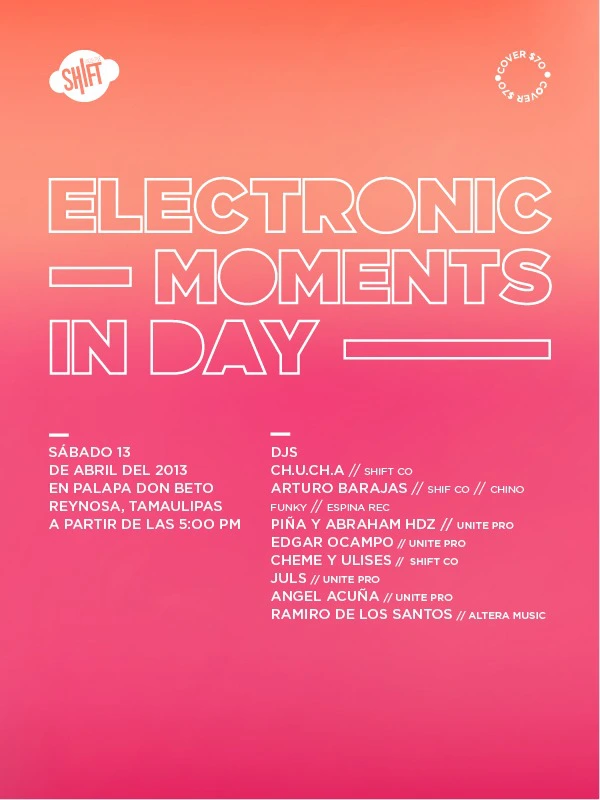 SHIFT
COVER $70 COVER $70
ELECTRONIC
MOMENTS
IN DAY
SÁBADO 13
DE ABRIL DEL 2013
EN PALAPA DON BETO
REYNOSA, TAMAULIPAS
A PARTIR DE LAS 5:00 PM
DJS
CH.U.CH.A // SHIFT CO
ARTURO BARAJAS // SHIF CO // CHINO
FUNKY // ESPINA REC
PIÑA Y ABRAHAM HDZ // UNITE PRO
EDGAR OCAMPO // UNITE PRO
CHEME Y ULISES // SHIFT CO
JULS // UNITE PRO
ANGEL ACUÑA // UNITE PRO
RAMIRO DE LOS SANTOS // ALTERA MUSIC